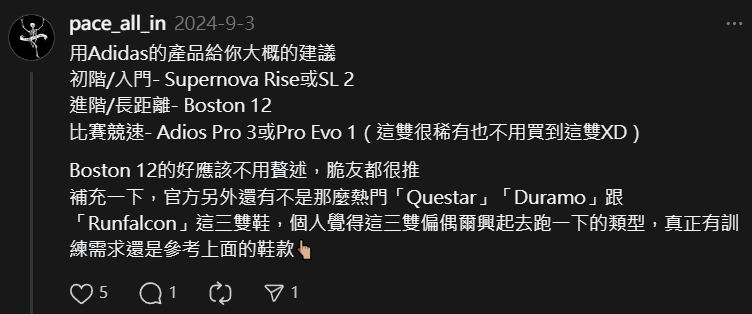 pace_all_in 2024-9-3
用Adidas的產品給你大概的建議
初階/入門- Supernova Rise或SL 2
進階/長距離- Boston 12
比賽競速- Adios Pro 3或Pro Evo 1（這雙很稀有也不用買到這雙XD）
Boston 12的好應該不用贅述，脆友都很推
補充一下，官方另外還有不是那麼熱門「Questar」「Duramo」跟
「Runfalcon」這三雙鞋，個人覺得這三雙偏偶爾興起去跑一下的類型，真正有訓
練需求還是參考上面的鞋款👆🏽
5 1 1